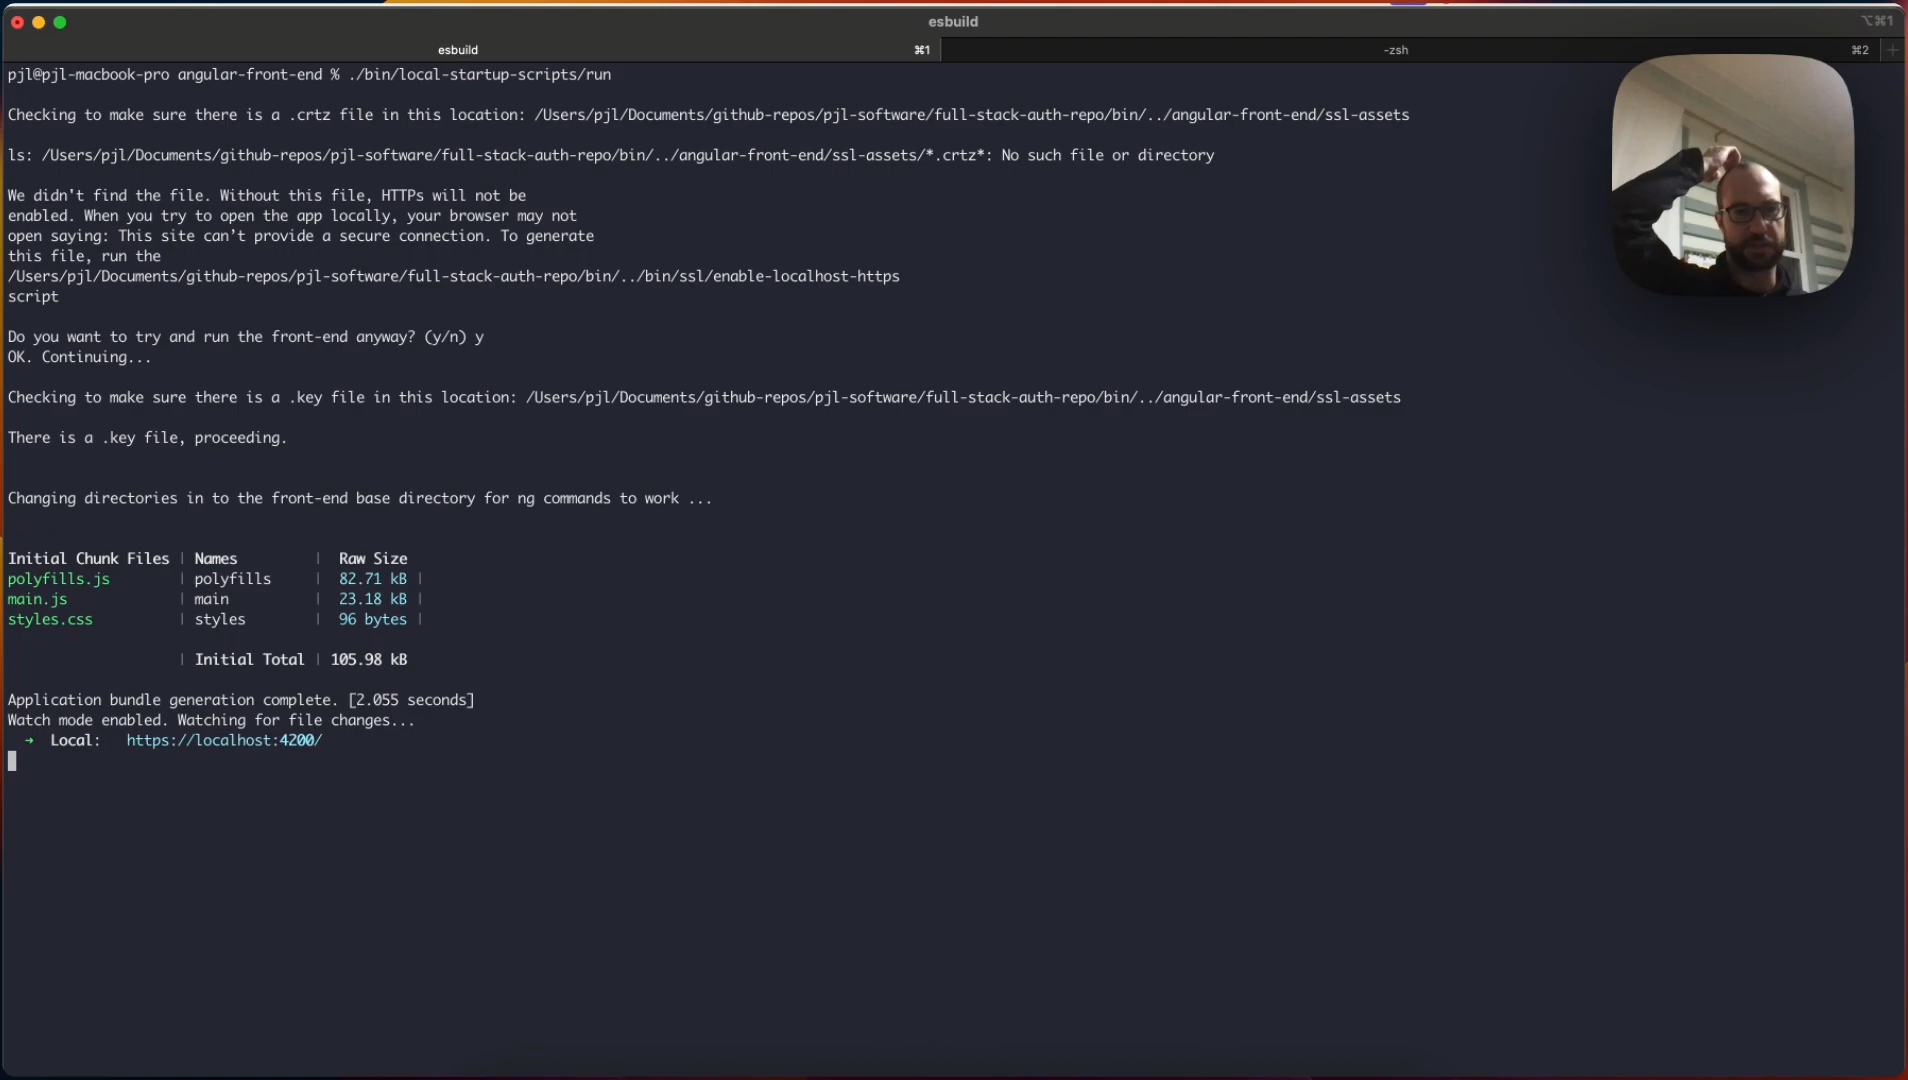 esbuild
⌥⌘1
esbuild ⌘1 -zsh ⌘2 +
pjl@pjl-macbook-pro angular-front-end % ./bin/local-startup-scripts/run
Checking to make sure there is a .crtz file in this location: /Users/pjl/Documents/github-repos/pjl-software/full-stack-auth-repo/bin/../angular-front-end/ssl-assets
ls: /Users/pjl/Documents/github-repos/pjl-software/full-stack-auth-repo/bin/../angular-front-end/ssl-assets/*.crtz*: No such file or directory
We didn't find the file. Without this file, HTTPs will not be
enabled. When you try to open the app locally, your browser may not
open saying: This site can’t provide a secure connection. To generate
this file, run the
/Users/pjl/Documents/github-repos/pjl-software/full-stack-auth-repo/bin/../bin/ssl/enable-localhost-https
script
Do you want to try and run the front-end anyway? (y/n) y
OK. Continuing...
Checking to make sure there is a .key file in this location: /Users/pjl/Documents/github-repos/pjl-software/full-stack-auth-repo/bin/../angular-front-end/ssl-assets
There is a .key file, proceeding.
Changing directories in to the front-end base directory for ng commands to work ...
Initial Chunk Files | Names | Raw Size
polyfills.js | polyfills | 82.71 kB |
main.js | main | 23.18 kB |
styles.css | styles | 96 bytes |
| Initial Total | 105.98 kB
Application bundle generation complete. [2.055 seconds]
Watch mode enabled. Watching for file changes...
➜ Local: https://localhost:4200/